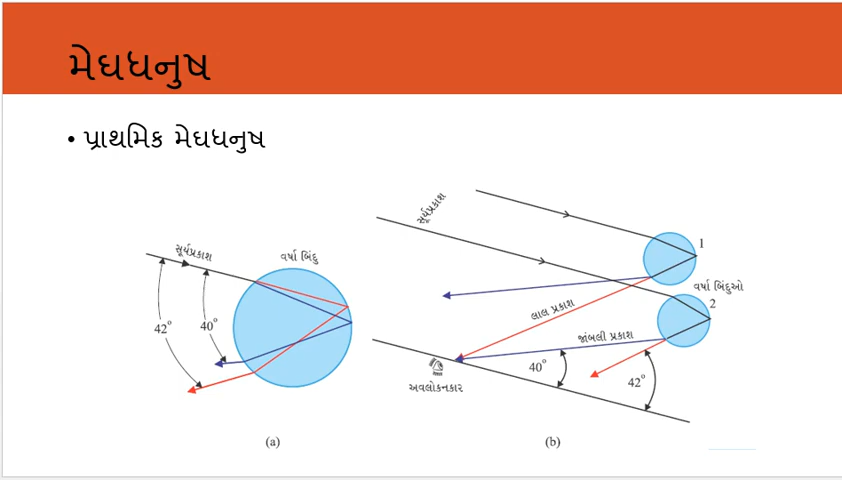 મેઘધનુષ
• પ્રાથમિક મેઘધનુષ
સૂર્યપ્રકાશ
વર્ષા બિંદુ
42°
40°
(a)
સૂર્યપ્રકાશ
1
વર્ષા બિંદુઓ
2
લાલ પ્રકાશ
જાંબલી પ્રકાશ
અવલોકનકાર
40°
42°
(b)